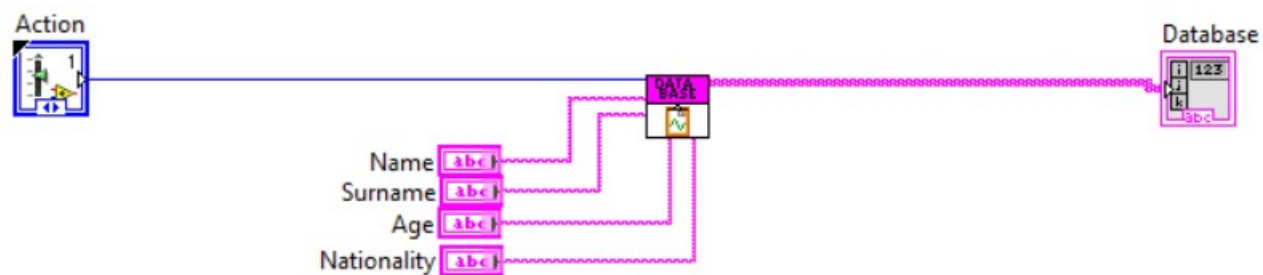 Action
1
Database
DATA
BASE
i
j
k
123
abc
Name abc
Surname abc
Age abc
Nationality abc